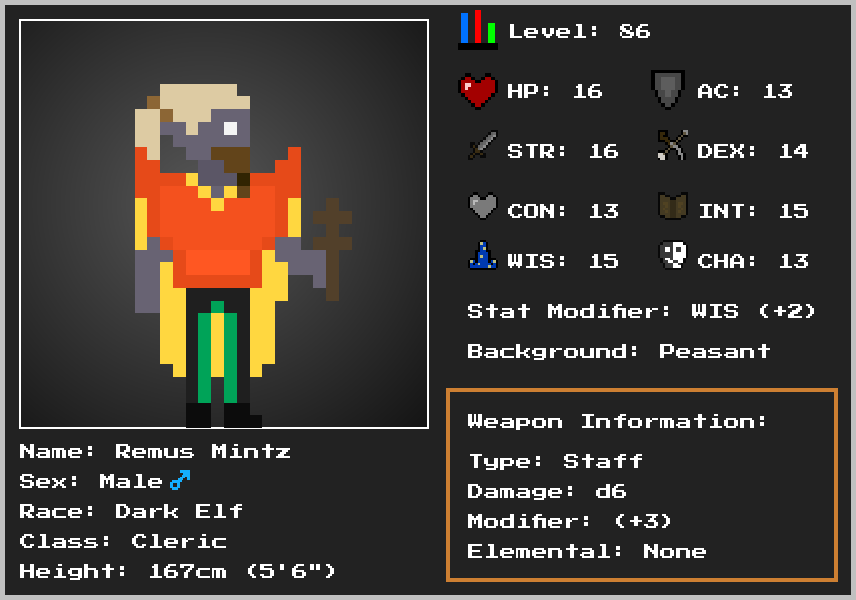 Level: 86
HP: 16 AC: 13
STR: 16 DEX: 14
CON: 13 INT: 15
WIS: 15 CHA: 13
Stat Modifier: WIS (+2)
Background: Peasant
Weapon Information:
Type: Staff
Damage: d6
Modifier: (+3)
Elemental: None
Name: Remus Mintz
Sex: Male ♂
Race: Dark Elf
Class: Cleric
Height: 167cm (5'6")